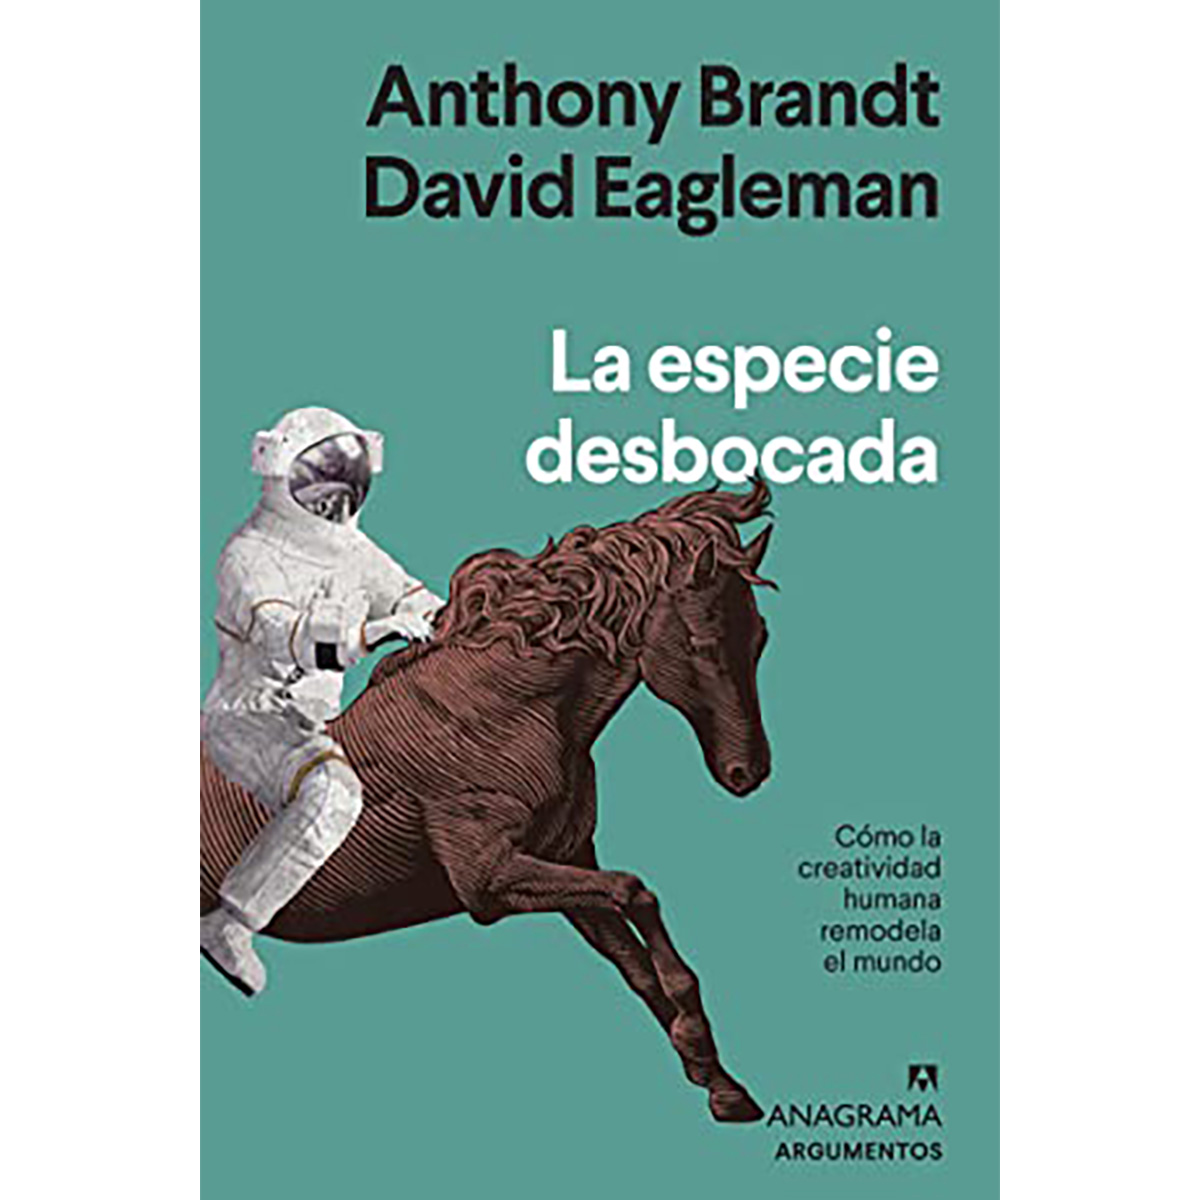 Anthony Brandt
David Eagleman
La especie
desbocada
Cómo la
creatividad
humana
remodela
el mundo
ANAGRAMA
ARGUMENTOS